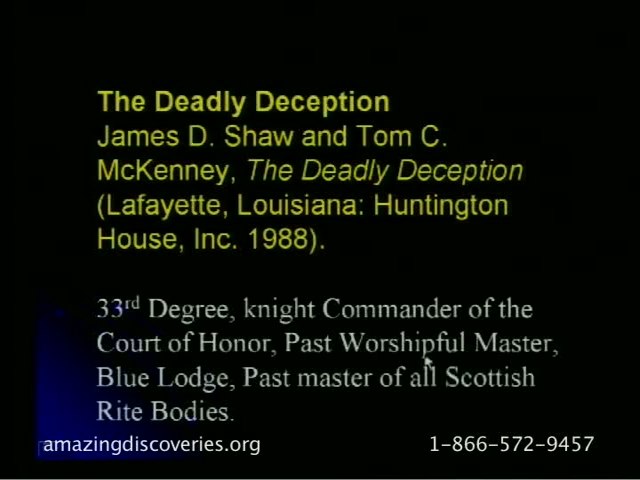 The Deadly Deception
James D. Shaw and Tom C.
McKenney, The Deadly Deception
(Lafayette, Louisiana: Huntington
House, Inc. 1988).
33rd Degree, knight Commander of the
Court of Honor, Past Worshipful Master,
Blue Lodge, Past master of all Scottish
Rite Bodies.
amazingdiscoveries.org 1-866-572-9457